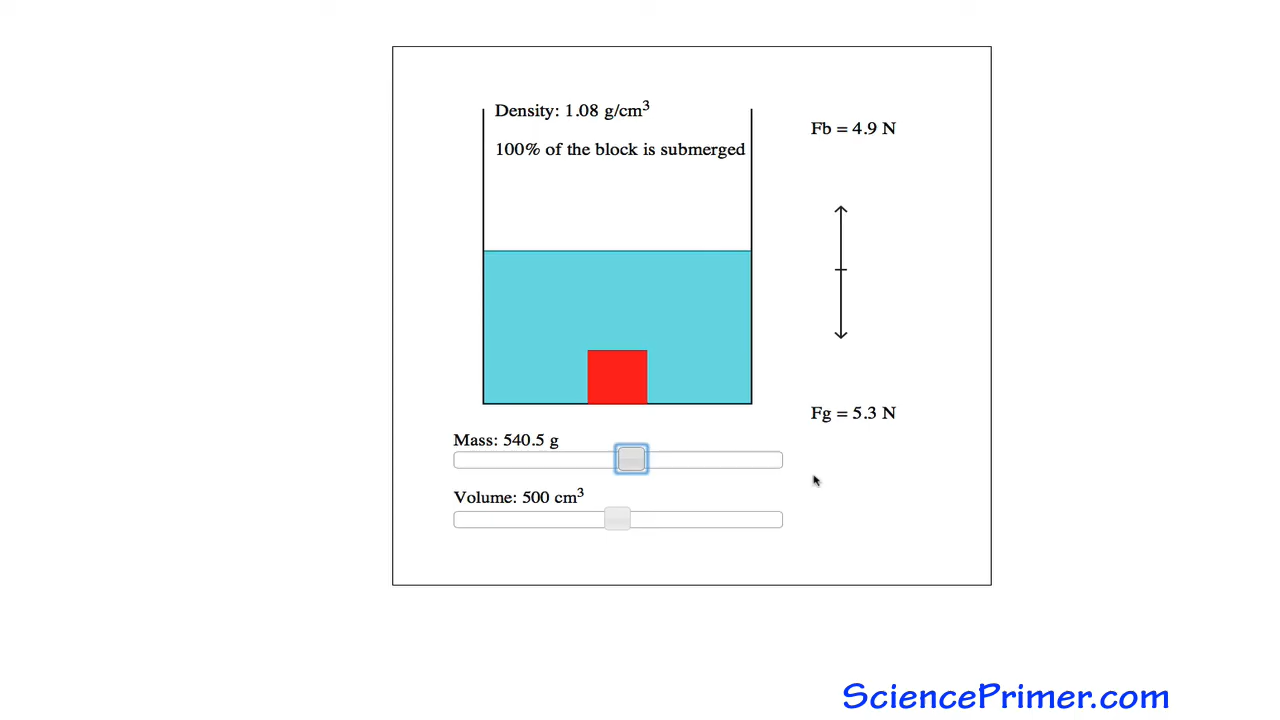 Density: 1.08 g/cm³
100% of the block is submerged
Fb = 4.9 N
Fg = 5.3 N
Mass: 540.5 g
Volume: 500 cm³
SciencePrimer.com